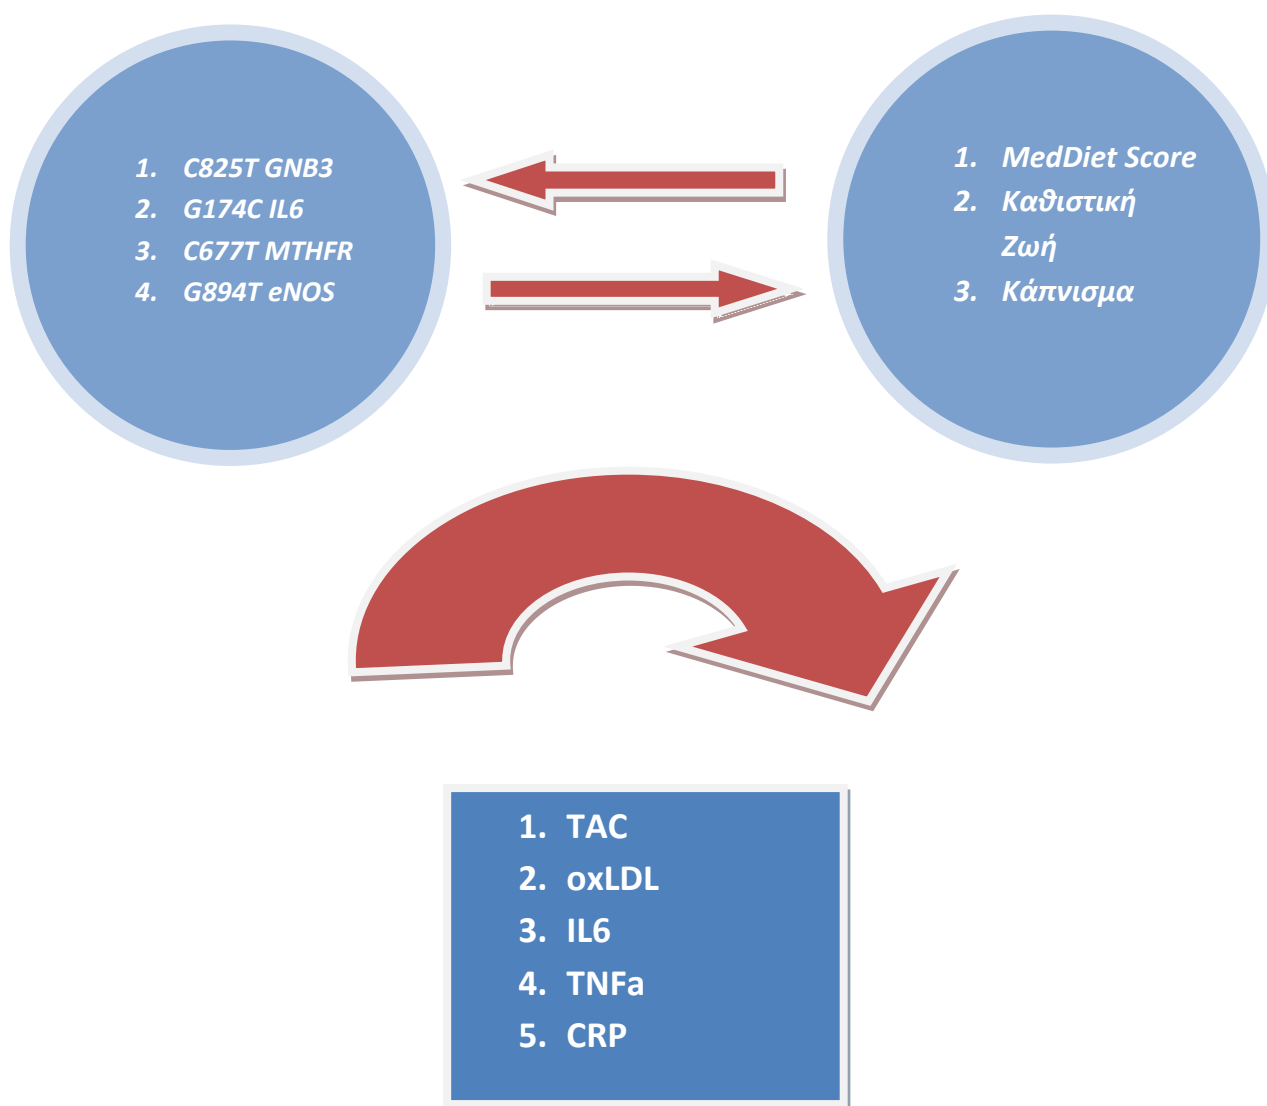 1. C825T GNB3
2. G174C IL6
3. C677T MTHFR
4. G894T eNOS
1. MedDiet Score
2. Καθιστική
Ζωή
3. Κάπνισμα
1. TAC
2. oxLDL
3. IL6
4. TNFa
5. CRP